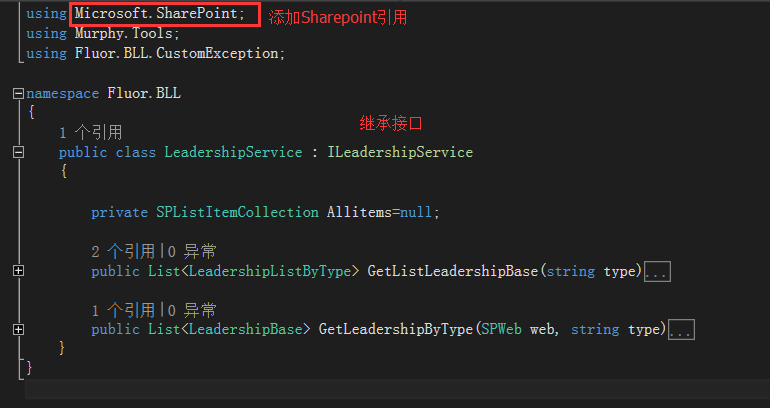 using Microsoft.SharePoint; 添加Sharepoint引用
using Murphy.Tools;
using Fluor.BLL.CustomException;
namespace Fluor.BLL
{
继承接口
1 个引用
public class LeadershipService : ILeadershipService
{
private SPListItemCollection Allitems=null;
2 个引用|0 异常
public List<LeadershipListByType> GetListLeadershipBase(string type)...
1 个引用|0 异常
public List<LeadershipBase> GetLeadershipByType(SPWeb web, string type)...
}
}